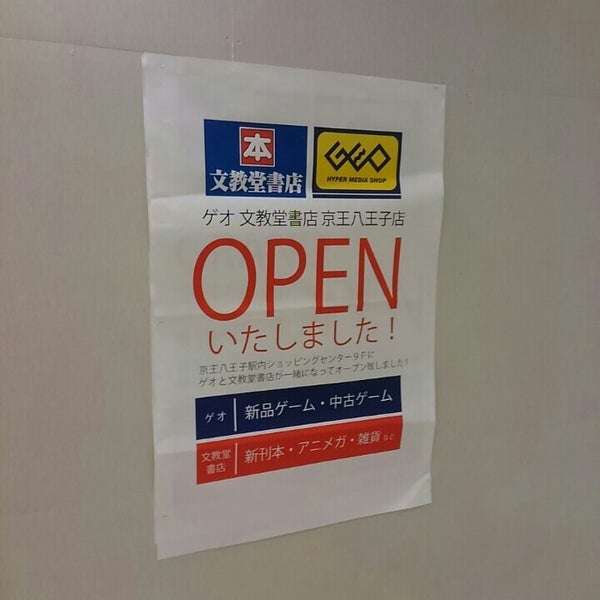 本
文教堂書店
GEO
HYPER MEDIA SHOP
ゲオ 文教堂書店 京王八王子店
OPEN
いたしました！
京王八王子駅内ショッピングセンター９Ｆに
ゲオと文教堂書店が一緒になってオープン致しました！
ゲオ 新品ゲーム・中古ゲーム
文教堂書店 新刊本・アニメガ・雑貨 など